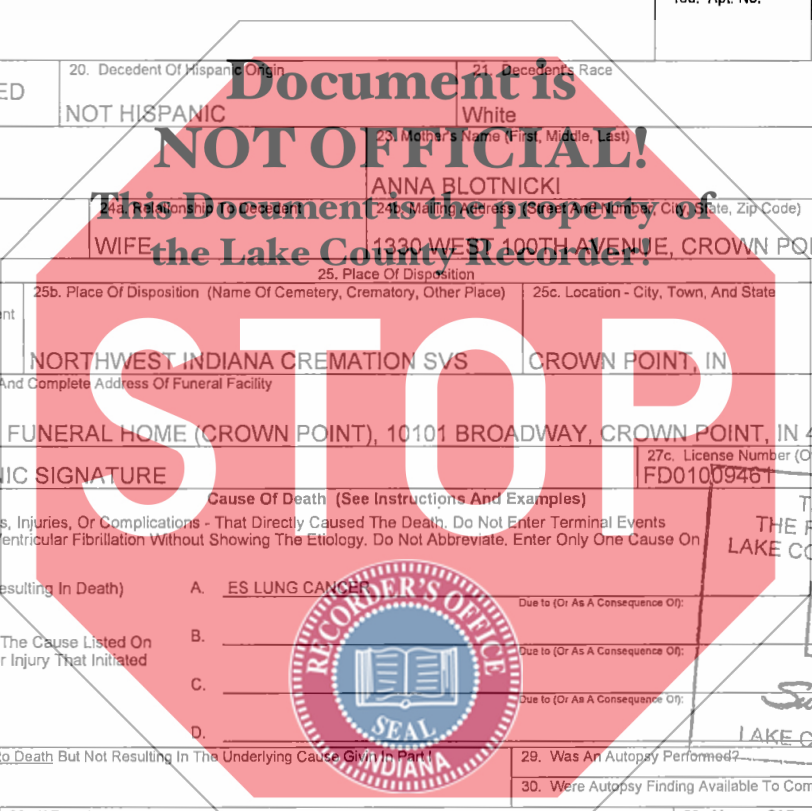 20. Decedent Of Hispanic Origin
21. Decedent's Race
ED
NOT HISPANIC
White
Document is
NOT OFFICIAL!
This Document is the property of
the Lake County Recorder!
23. Mother's Name (First, Middle, Last)
ANNA BLOTNICKI
24a. Relationship To Decedent
24b. Mailing Address (Street And Number, City, State, Zip Code)
WIFE
1330 WEST 100TH AVENUE, CROWN PO
25. Place Of Disposition
25b. Place Of Disposition (Name Of Cemetery, Crematory, Other Place)
25c. Location - City, Town, And State
NORTHWEST INDIANA CREMATION SVS
CROWN POINT, IN
STOP
And Complete Address Of Funeral Facility
FUNERAL HOME (CROWN POINT), 10101 BROADWAY, CROWN POINT, IN 4
27c. License Number (O
NIC SIGNATURE
FD01009461
Cause Of Death (See Instructions And Examples)
s, Injuries, Or Complications - That Directly Caused The Death. Do Not Enter Terminal Events
entricular Fibrillation Without Showing The Etiology. Do Not Abbreviate. Enter Only One Cause On
THE
LAKE CO
esulting In Death)
A. ES LUNG CANCER
Due to (Or As A Consequence Of):
The Cause Listed On
r Injury That Initiated
B.
Due to (Or As A Consequence Of):
C.
Due to (Or As A Consequence Of):
D.
RECORDER'S OFFICE
SEAL
INDIANA
LAKE C
to Death But Not Resulting In The Underlying Cause Givin In Part I
29. Was An Autopsy Performed?
30. Were Autopsy Finding Available To Com